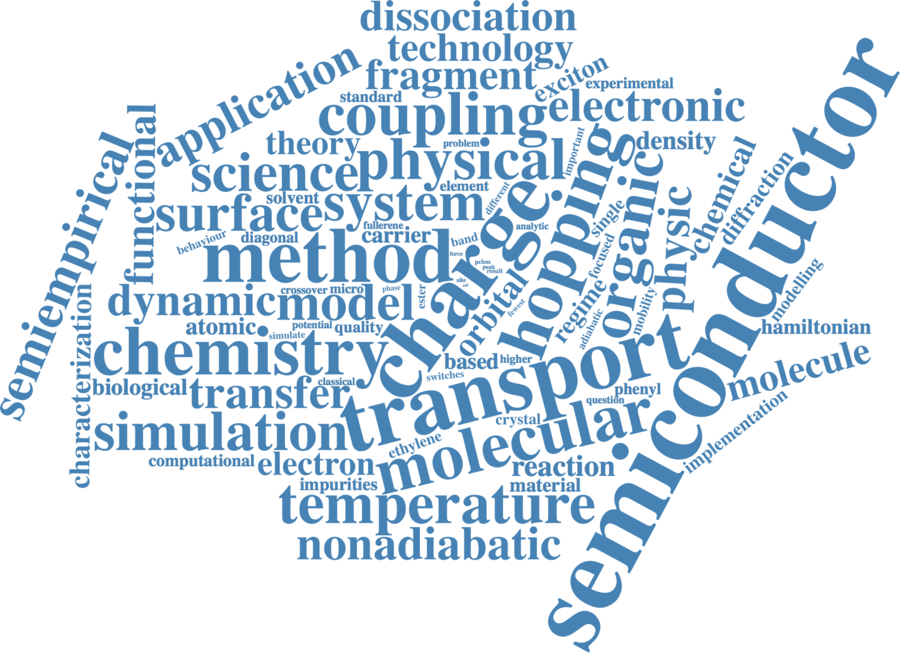 dissociation
technology
fragment
exciton
experimental
application
standard
coupling
electronic
functional
theory
problem
physical
important
hopping
density
semiconductor
semiempirical
science
element
organic
chemical
diffraction
solvent
surface
system
different
charge
single
physic
fullerene
behaviour
diagonal
carrier
band
analytic
method
force
pcbm
peak
result
focused
modelling
crossover
micro
phase
ester
orbital
regime
mobility
dynamic
model
fewest
adiabatic
atomic
potential
quality
simulate
hamiltonian
characterization
chemistry
based
higher
transport
molecule
biological
transfer
classical
switches
phenyl
question
implementation
simulation
crystal
molecular
ethylene
computational
electron
reaction
impurities
material
temperature
nonadiabatic